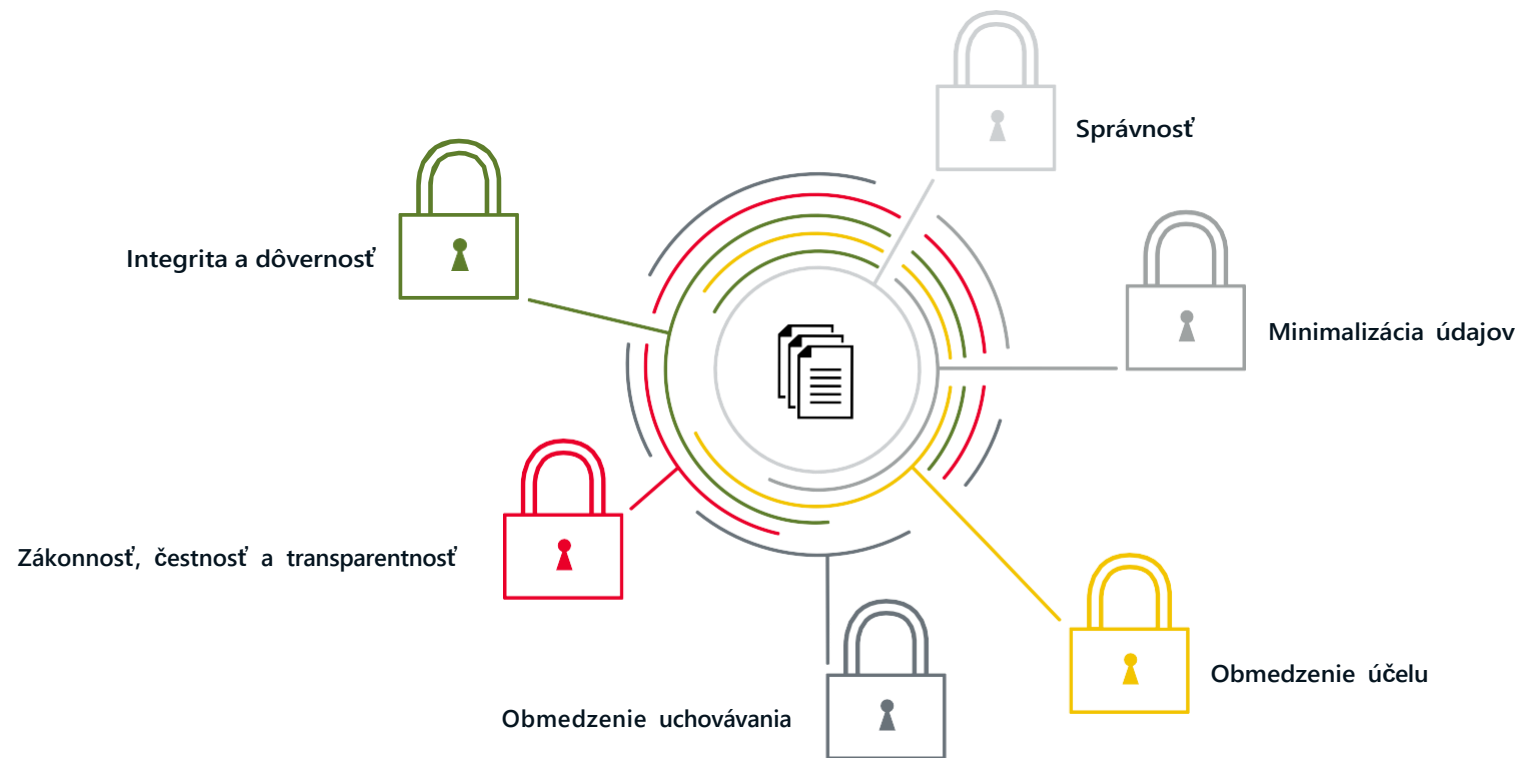 Správnosť
Integrita a dôvernosť
Minimalizácia údajov
Zákonnosť, čestnosť a transparentnosť
Obmedzenie účelu
Obmedzenie uchovávania